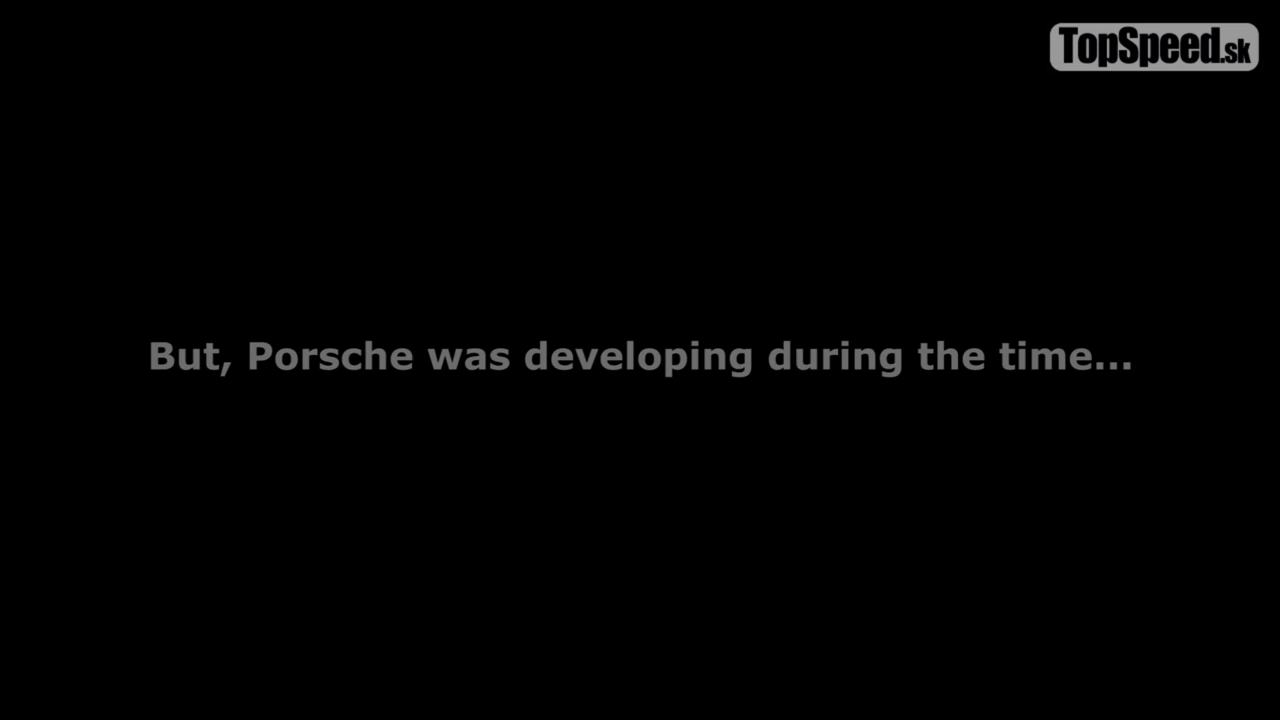 TopSpeed.sk
But, Porsche was developing during the time...